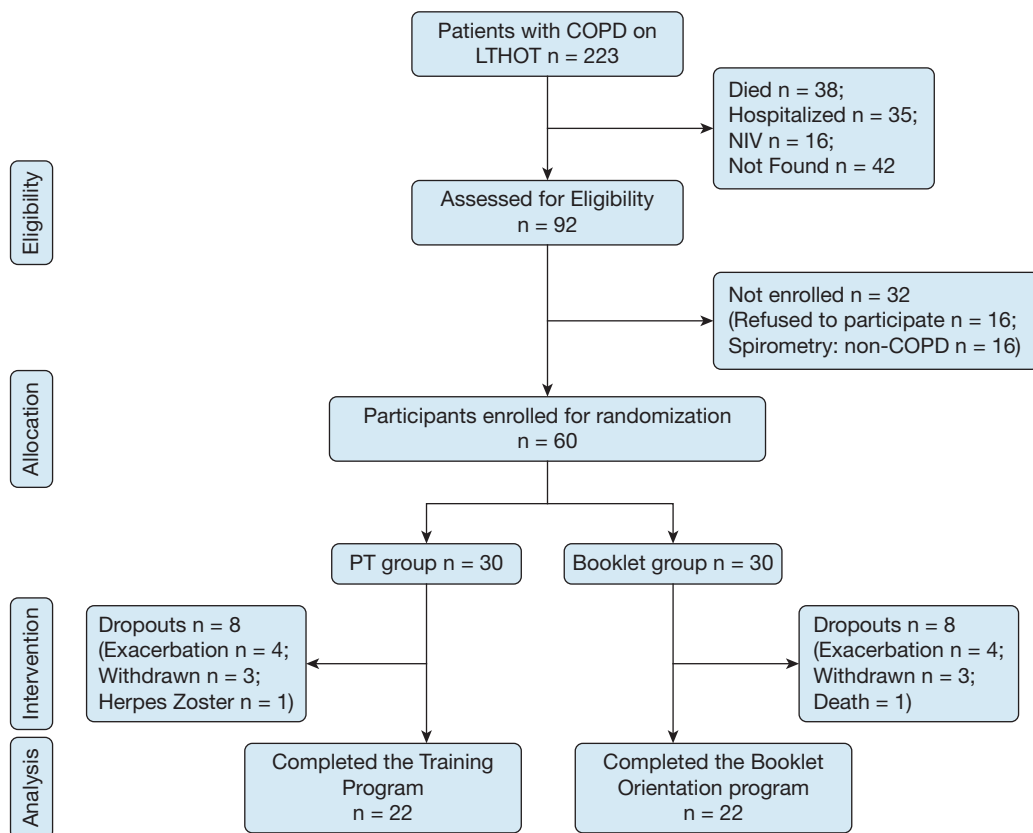 Patients with COPD on
LTHOT n = 223
Died n = 38;
Hospitalized n = 35;
NIV n = 16;
Not Found n = 42
Eligibility
Assessed for Eligibility
n = 92
Not enrolled n = 32
(Refused to participate n = 16;
Spirometry: non-COPD n = 16)
Allocation
Participants enrolled for randomization
n = 60
PT group n = 30
Booklet group n = 30
Intervention
Dropouts n = 8
(Exacerbation n = 4;
Withdrawn n = 3;
Herpes Zoster n = 1)
Dropouts n = 8
(Exacerbation n = 4;
Withdrawn n = 3;
Death = 1)
Analysis
Completed the Training
Program
n = 22
Completed the Booklet
Orientation program
n = 22